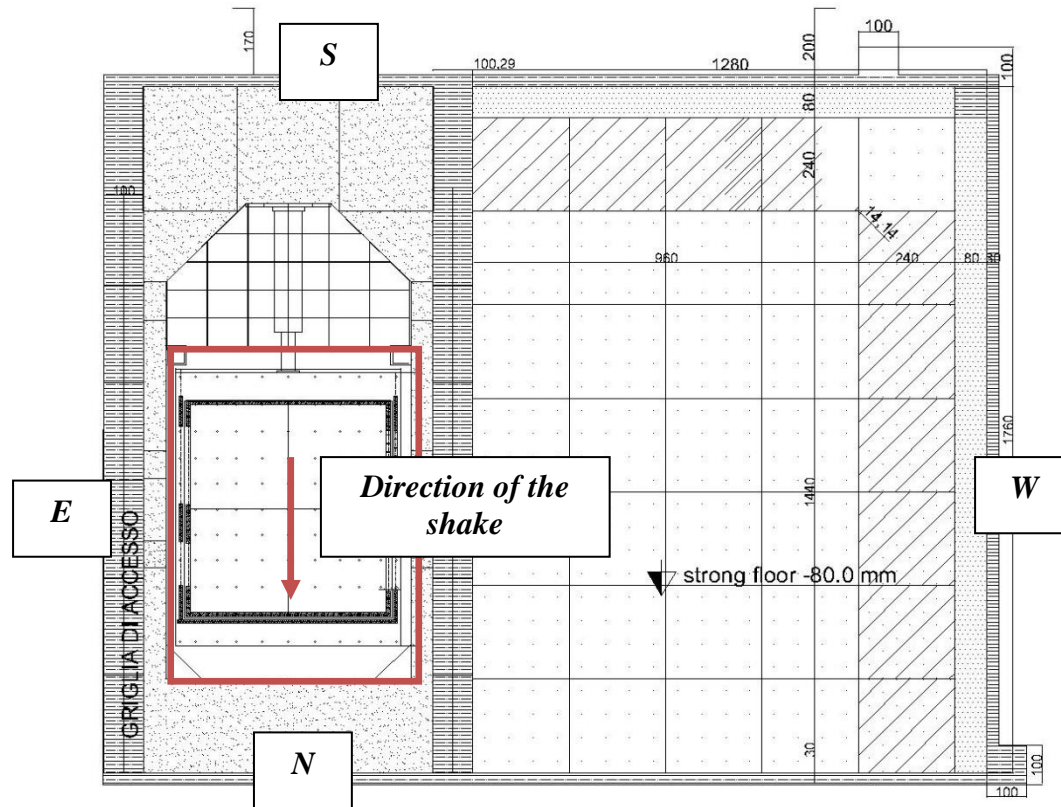 S
170
100,29
1280
200
100
100
80
240
100
14,14
960
240
80
30
E
GRIGLIA DI ACCESSO
Direction of the
shake
1440
1760
W
strong floor -80.0 mm
30
N
100
100